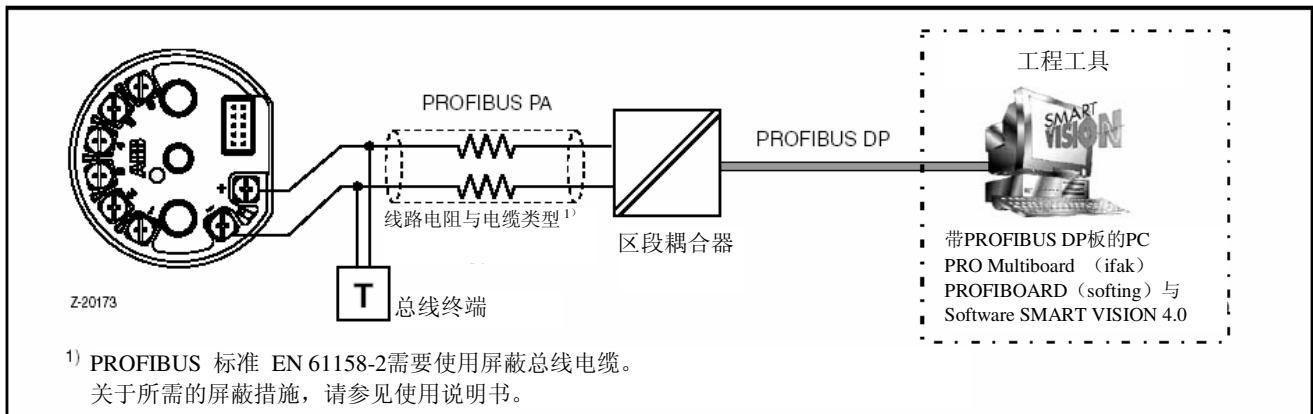 工程工具
SMART
VISION
PROFIBUS PA
PROFIBUS DP
ABB
+
-
线路电阻与电缆类型 1)
区段耦合器
带PROFIBUS DP板的PC
PRO Multiboard （ifak）
PROFIBOARD（softing）与
Software SMART VISION 4.0
Z-20173
T
总线终端
1) PROFIBUS 标准 EN 61158-2需要使用屏蔽总线电缆。
关于所需的屏蔽措施，请参见使用说明书。